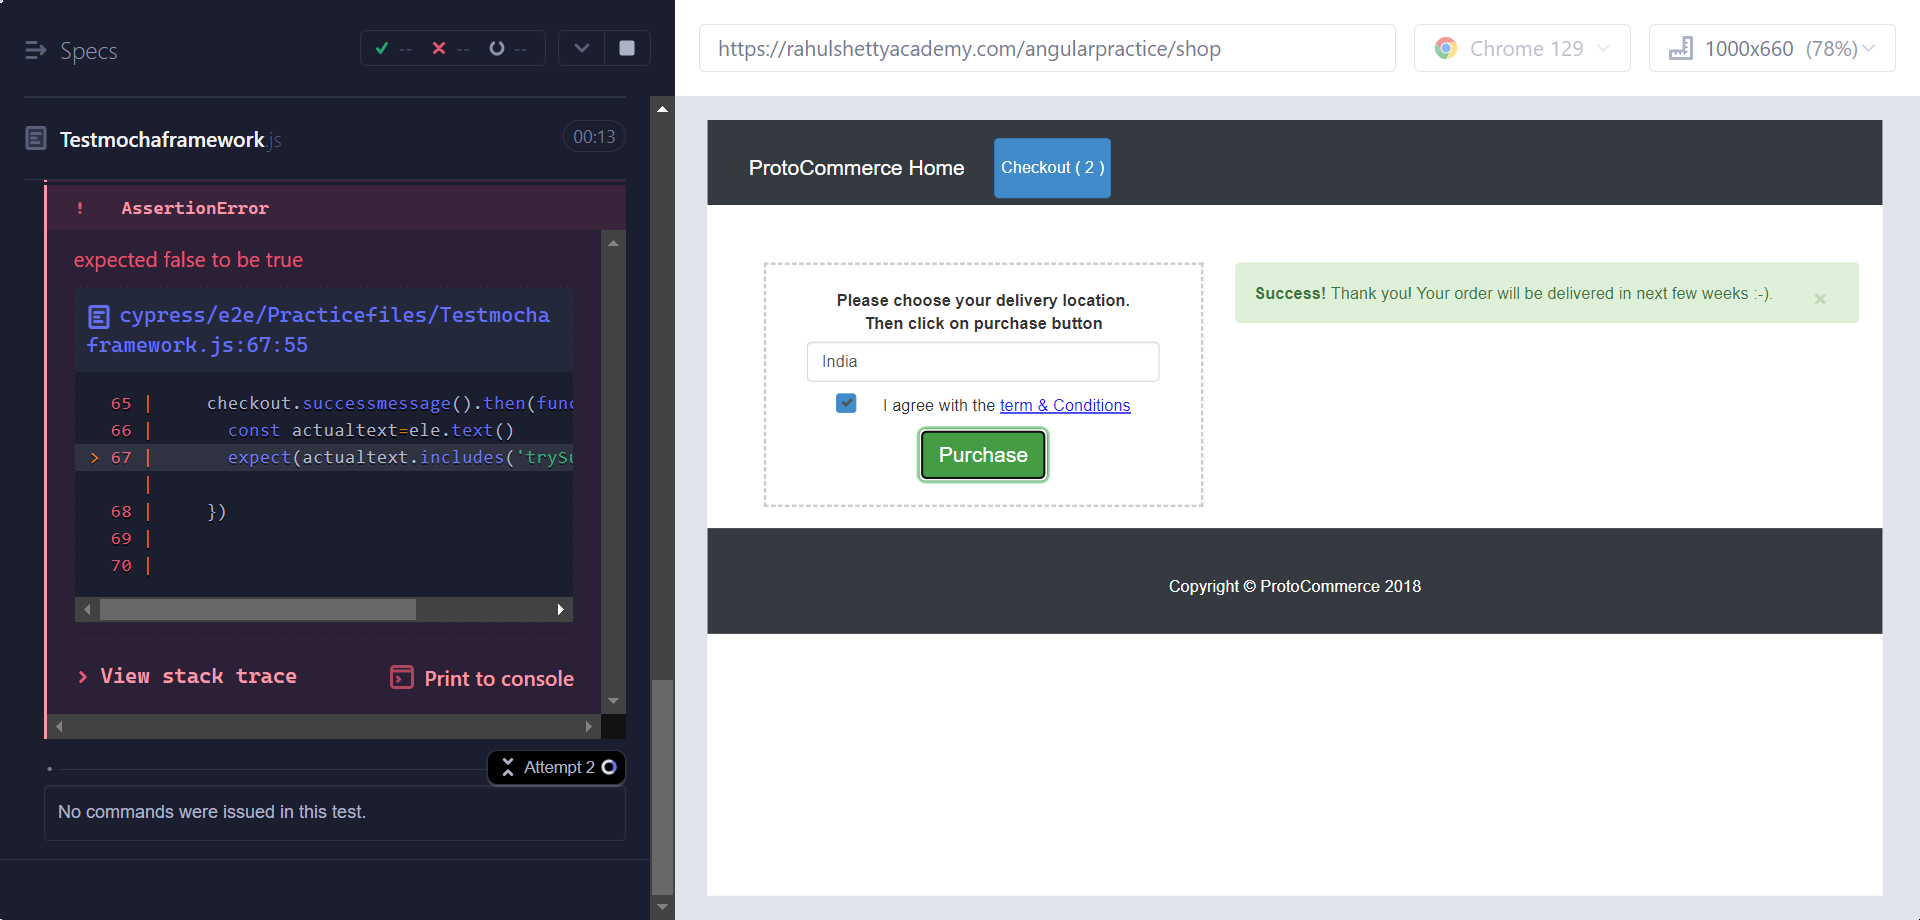 Specs
-- -- --
Testmochaframework.js
00:13
! AssertionError
expected false to be true
cypress/e2e/Practicefiles/Testmocha
framework.js:67:55
65 | checkout.successmessage().then(func
66 | const actualtext=ele.text()
> 67 | expect(actualtext.includes('trySu
|
68 | })
69 |
70 |
> View stack trace
Print to console
Attempt 2
No commands were issued in this test.
https://rahulshettyacademy.com/angularpractice/shop
Chrome 129
1000x660 (78%)
ProtoCommerce Home
Checkout ( 2 )
Please choose your delivery location.
Then click on purchase button
India
I agree with the term & Conditions
Purchase
Success! Thank you! Your order will be delivered in next few weeks :-).
×
Copyright © ProtoCommerce 2018